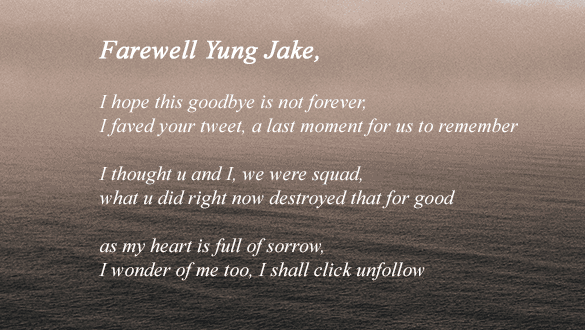 Farewell Yung Jake,
I hope this goodbye is not forever,
I faved your tweet, a last moment for us to remember
I thought u and I, we were squad,
what u did right now destroyed that for good
as my heart is full of sorrow,
I wonder of me too, I shall click unfollow